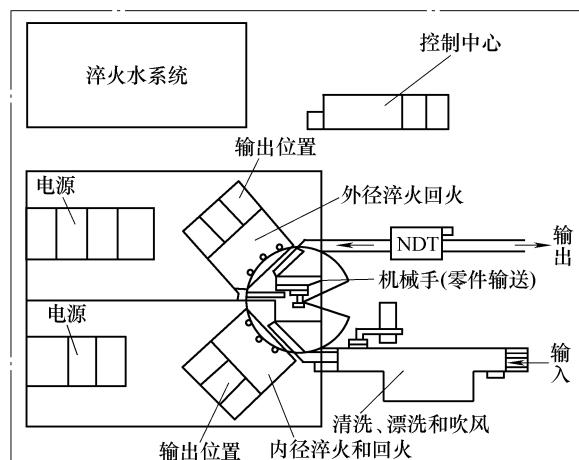 淬火水系统
控制中心
输出位置
电源
外径淬火回火
NDT
输出
机械手(零件输送)
电源
输入
清洗、漂洗和吹风
输出位置
内径淬火和回火